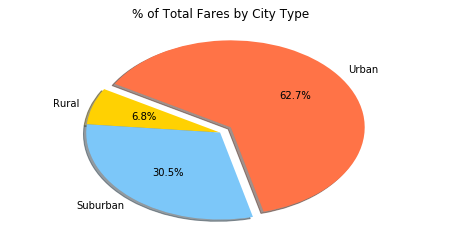 % of Total Fares by City Type
Urban
62.7%
Rural
6.8%
30.5%
Suburban